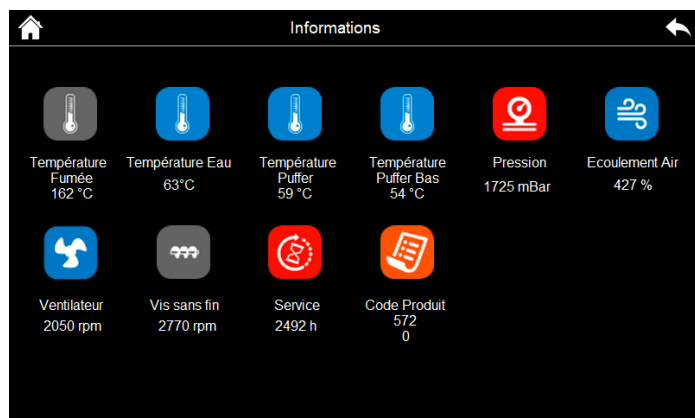 Informations
Température Fumée
162 °C
Température Eau
63°C
Température Puffer
59 °C
Température Puffer Bas
54 °C
Pression
1725 mBar
Ecoulement Air
427 %
Ventilateur
2050 rpm
Vis sans fin
2770 rpm
Service
2492 h
Code Produit
572
0